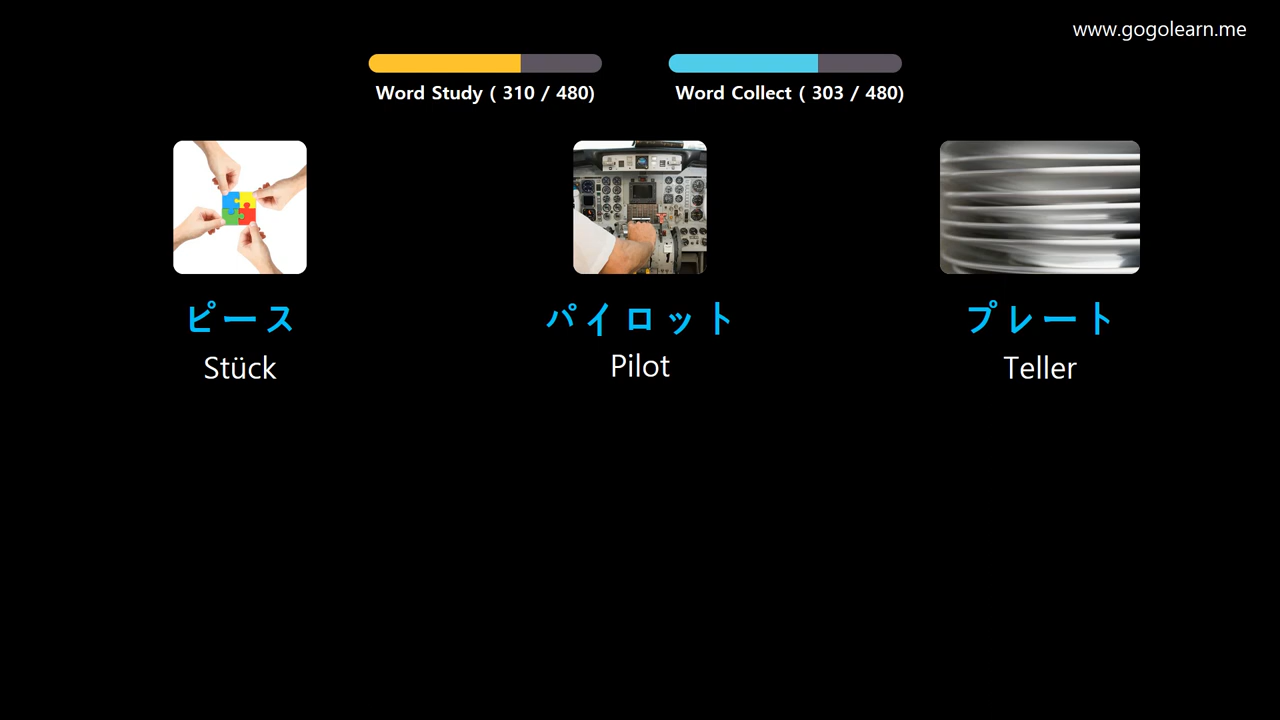 www.gogolearn.me
Word Study ( 310 / 480)
Word Collect ( 303 / 480)
ピース
パイロット
プレート
Stück
Pilot
Teller